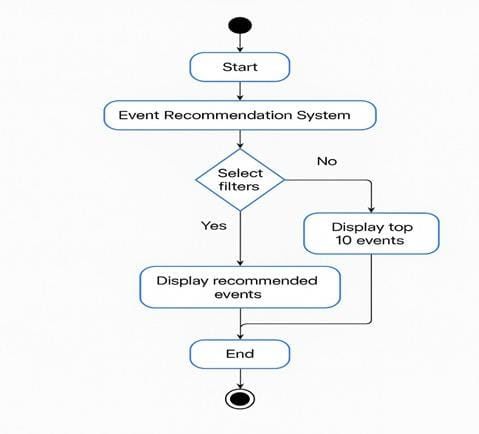 Start
Event Recommendation System
Select
filters
No
Yes
Display top
10 events
Display recommended
events
End